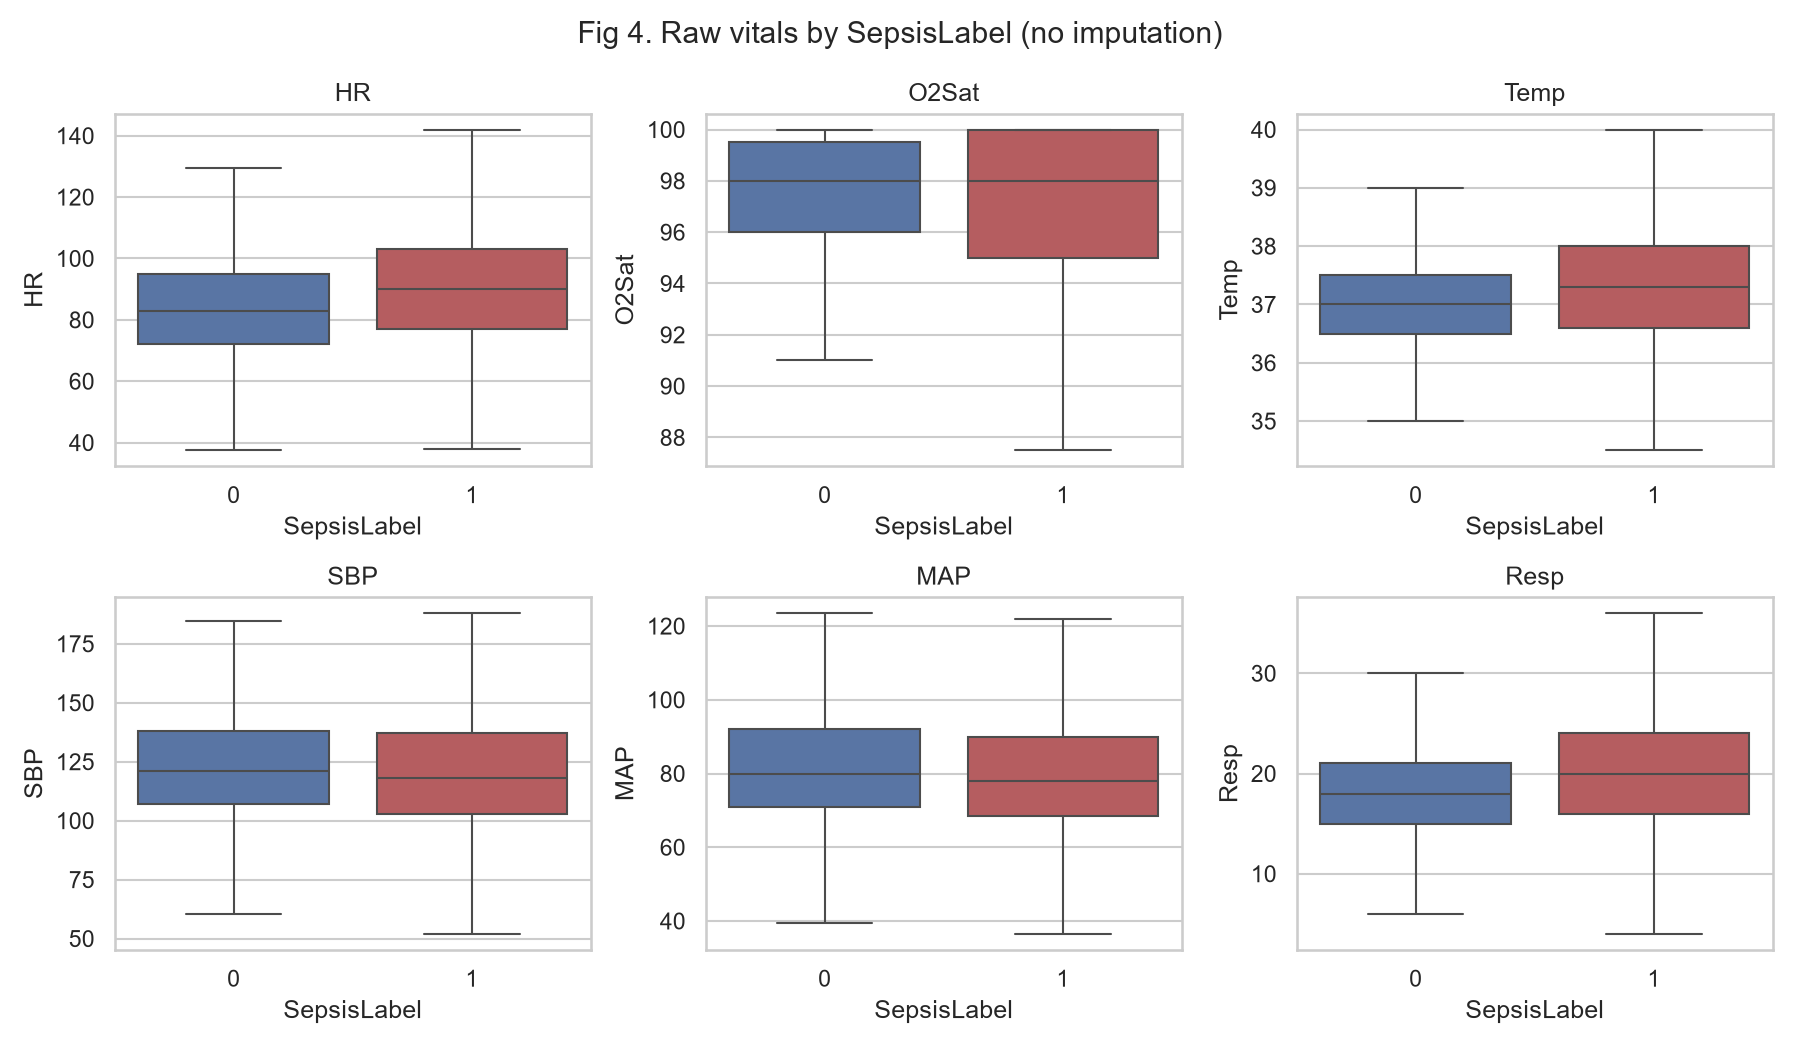 Fig 4. Raw vitals by SepsisLabel (no imputation)
HR
140
120
100
80
60
40
HR
0 1
SepsisLabel
O2Sat
100
98
96
94
92
90
88
O2Sat
0 1
SepsisLabel
Temp
40
39
38
37
36
35
Temp
0 1
SepsisLabel
SBP
175
150
125
100
75
50
SBP
0 1
SepsisLabel
MAP
120
100
80
60
40
MAP
0 1
SepsisLabel
Resp
30
20
10
Resp
0 1
SepsisLabel